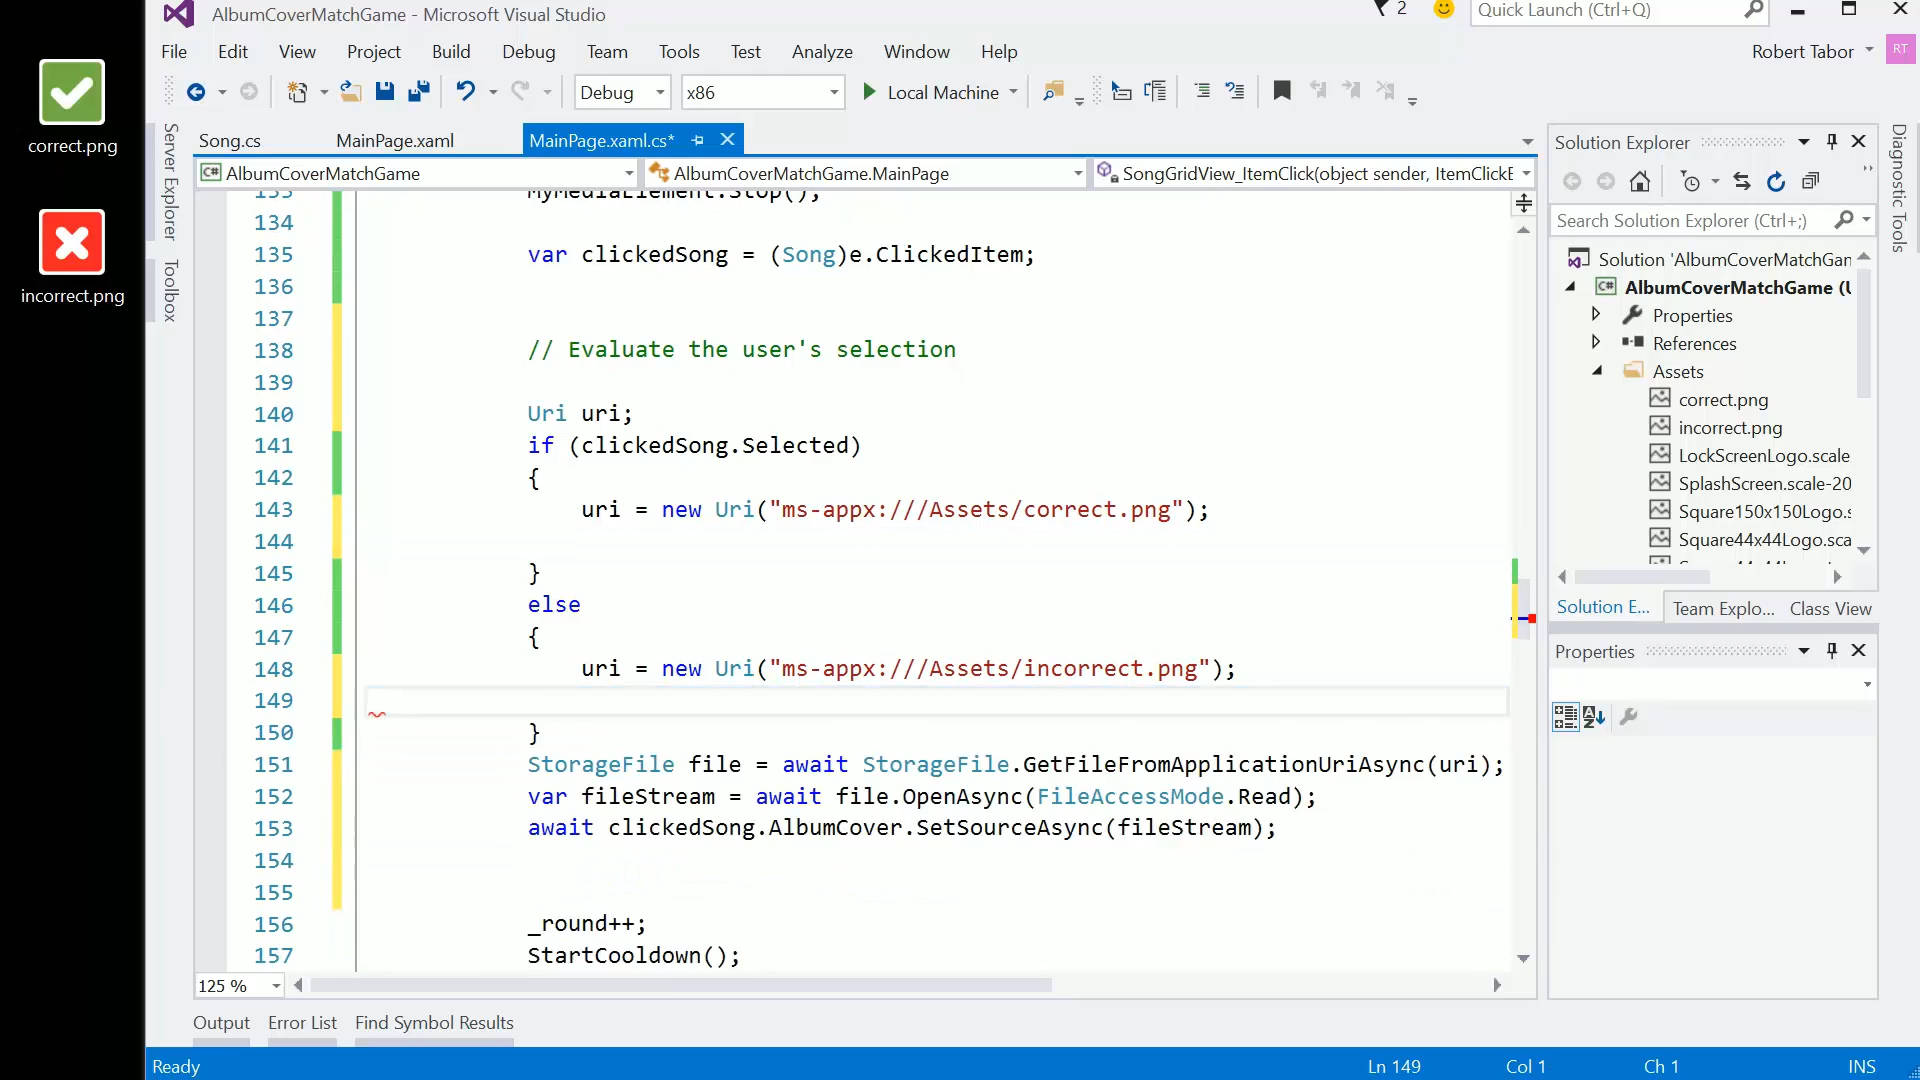 AlbumCoverMatchGame - Microsoft Visual Studio
2
Quick Launch (Ctrl+Q)
File Edit View Project Build Debug Team Tools Test Analyze Window Help
Robert Tabor
RT
Debug
x86
Local Machine
correct.png
incorrect.png
Server Explorer
Toolbox
Song.cs
MainPage.xaml
MainPage.xaml.cs*
C# AlbumCoverMatchGame
AlbumCoverMatchGame.MainPage
SongGridView_ItemClick(object sender, ItemClickE
133 MyMediaElement.Stop();
134
135 var clickedSong = (Song)e.ClickedItem;
136
137
138 // Evaluate the user's selection
139
140 Uri uri;
141 if (clickedSong.Selected)
142 {
143 uri = new Uri("ms-appx:///Assets/correct.png");
144
145 }
146 else
147 {
148 uri = new Uri("ms-appx:///Assets/incorrect.png");
149
150 }
151 StorageFile file = await StorageFile.GetFileFromApplicationUriAsync(uri);
152 var fileStream = await file.OpenAsync(FileAccessMode.Read);
153 await clickedSong.AlbumCover.SetSourceAsync(fileStream);
154
155
156 _round++;
157 StartCooldown();
125 %
Output Error List Find Symbol Results
Ready
Ln 149
Col 1
Ch 1
INS
Solution Explorer
Search Solution Explorer (Ctrl+;)
Solution 'AlbumCoverMatchGam
C# AlbumCoverMatchGame (U
Properties
References
Assets
correct.png
incorrect.png
LockScreenLogo.scale
SplashScreen.scale-20
Square150x150Logo.s
Square44x44Logo.sca
Solution E...
Team Explo...
Class View
Properties
Diagnostic Tools